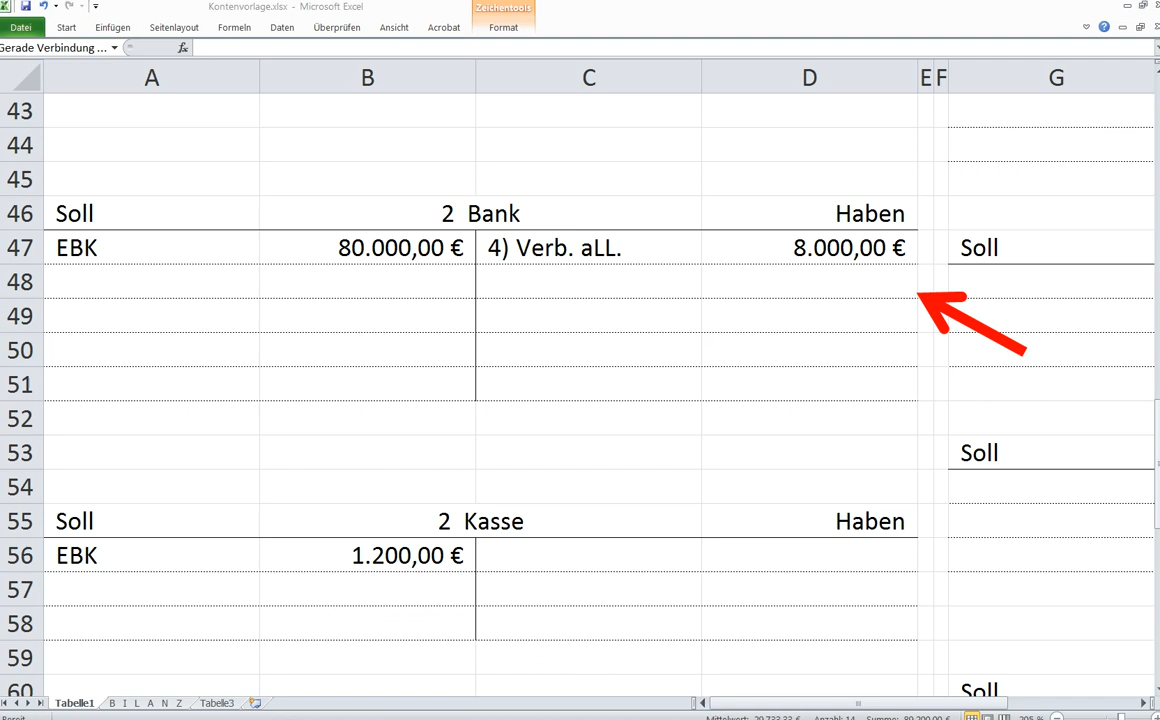 Kontenvorlage.xlsx - Microsoft Excel
Zeichentools
Datei Start Einfügen Seitenlayout Formeln Daten Überprüfen Ansicht Acrobat Format
Gerade Verbindung ... fx
A B C D E F G
43
44
45
46 Soll 2 Bank Haben
47 EBK 80.000,00 € 4) Verb. aLL. 8.000,00 € Soll
48
49
50
51
52
53 Soll
54
55 Soll 2 Kasse Haben
56 EBK 1.200,00 €
57
58
59
60 Soll
Tabelle1 B I L A N Z Tabelle3
Bereit Mittelwert: 29.733,33 € Anzahl: 14 Summe: 89.200,00 € 205 %